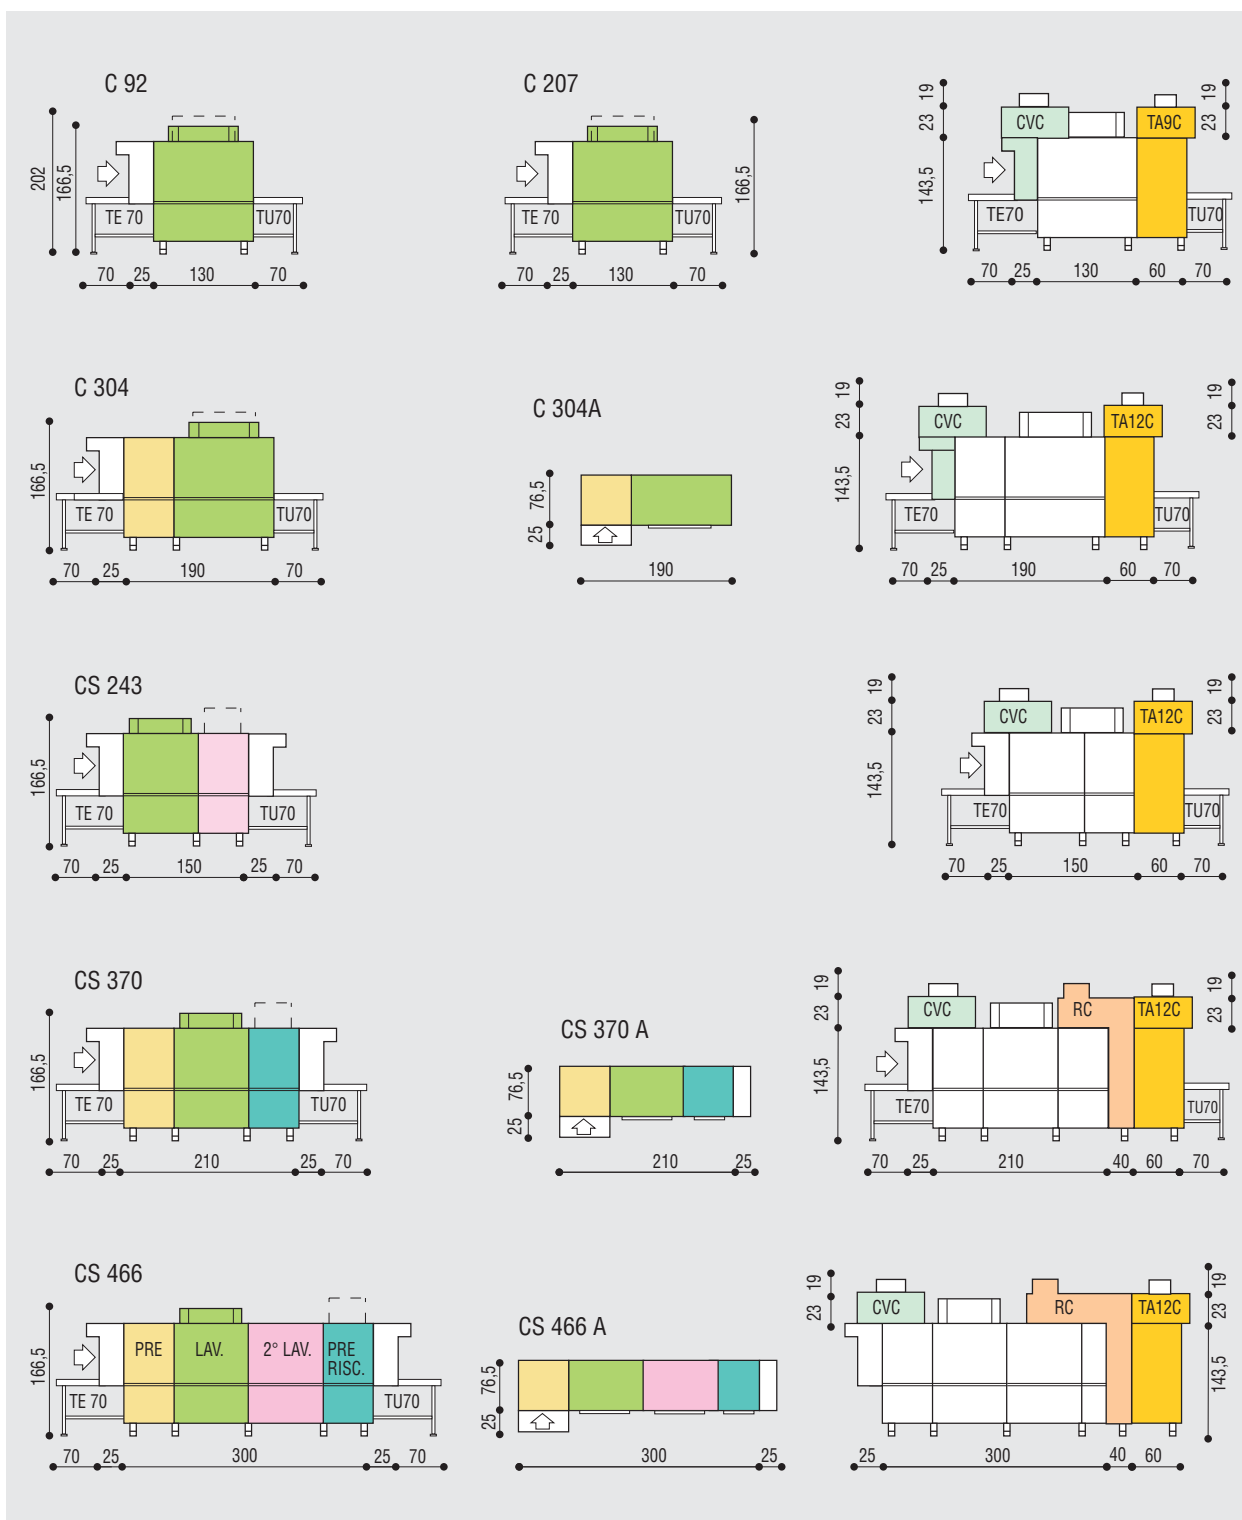 C 92
202
166,5
TE 70
TU70
70 25 130 70
C 207
TE 70
TU70
166,5
70 25 130 70
19
23
143,5
CVC
TA9C
19
23
TE70
TU70
70 25 130 60 70
C 304
166,5
TE 70
TU70
70 25 190 70
C 304A
76,5
25
190
19
23
143,5
CVC
TA12C
19
23
TE70
TU70
70 25 190 60 70
CS 243
166,5
TE 70
TU70
70 25 150 25 70
19
23
143,5
CVC
TA12C
19
23
TE70
TU70
70 25 150 60 70
CS 370
166,5
TE 70
TU70
70 25 210 25 70
CS 370 A
76,5
25
210 25
19
23
143,5
CVC
RC
TA12C
19
23
TE70
TU70
70 25 210 40 60 70
CS 466
166,5
PRE
LAV.
2° LAV.
PRE
RISC.
TE 70
TU70
70 25 300 25 70
CS 466 A
76,5
25
300 25
19
23
CVC
RC
TA12C
19
23
143,5
25 300 40 60